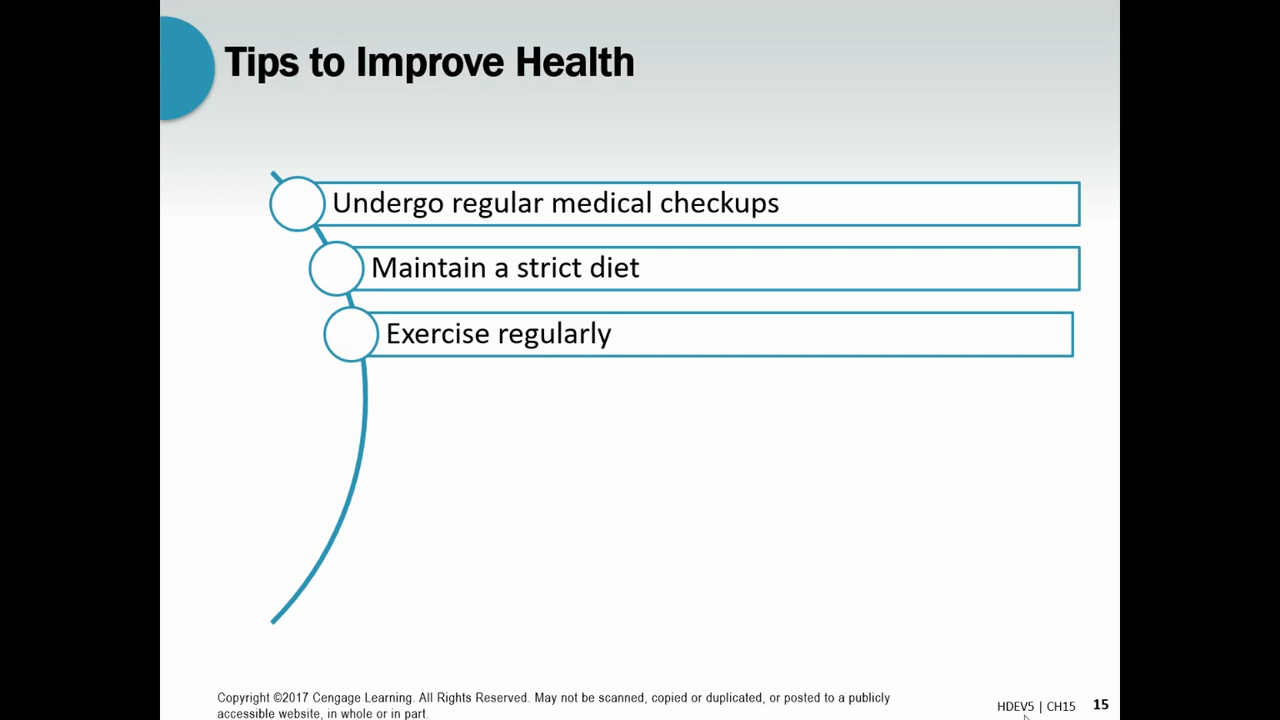 Tips to Improve Health
Undergo regular medical checkups
Maintain a strict diet
Exercise regularly
Copyright ©2017 Cengage Learning. All Rights Reserved. May not be scanned, copied or duplicated, or posted to a publicly
accessible website, in whole or in part.
HDEV5 | CH15 15